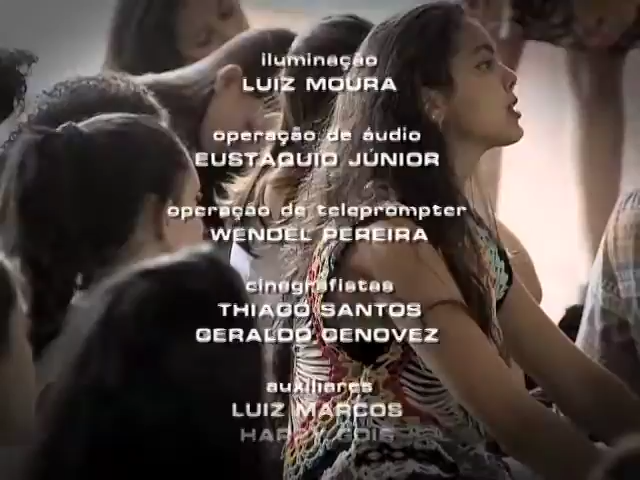 iluminação
LUIZ MOURA
operação de áudio
EUSTÁQUIO JÚNIOR
operação de teleprompter
WENDEL PEREIRA
cinegrafistas
THIAGO SANTOS
GERALDO GENOVEZ
auxiliares
LUIZ MARCOS